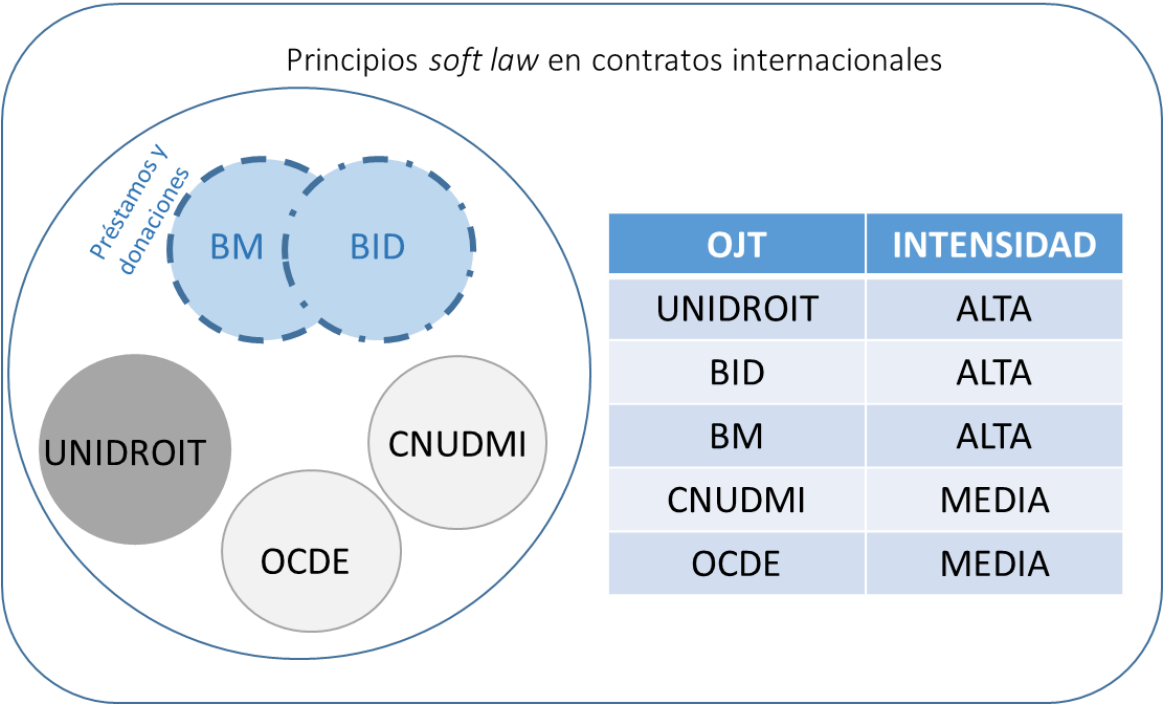 Principios soft law en contratos internacionales
Préstamos y
donaciones
BM
BID
UNIDROIT
CNUDMI
OCDE
OJT INTENSIDAD
UNIDROIT ALTA
BID ALTA
BM ALTA
CNUDMI MEDIA
OCDE MEDIA